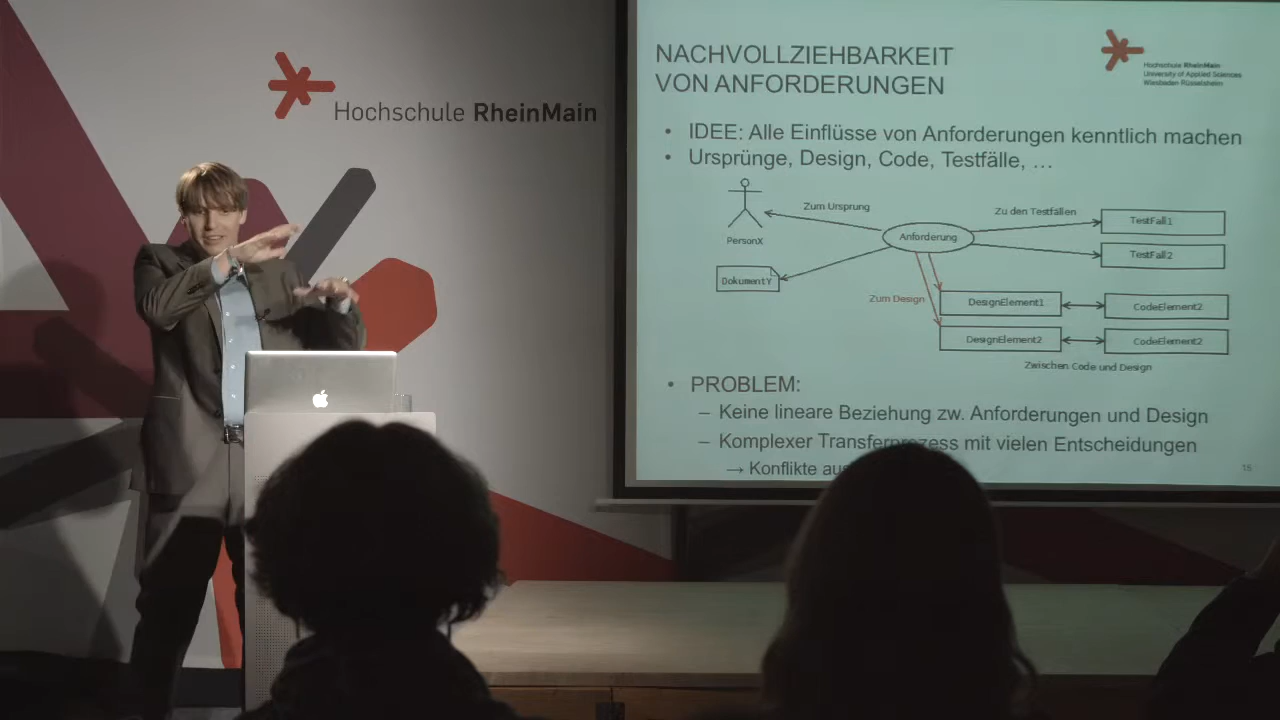 Hochschule RheinMain
NACHVOLLZIEHBARKEIT
VON ANFORDERUNGEN
Hochschule RheinMain
University of Applied Sciences
Wiesbaden Rüsselsheim
• IDEE: Alle Einflüsse von Anforderungen kenntlich machen
• Ursprünge, Design, Code, Testfälle, …
Zum Ursprung
Zu den Testfällen
PersonX
Anforderung
TestFall1
TestFall2
DokumentY
Zum Design
DesignElement1
CodeElement2
DesignElement2
CodeElement2
Zwischen Code und Design
• PROBLEM:
– Keine lineare Beziehung zw. Anforderungen und Design
– Komplexer Transferprozess mit vielen Entscheidungen
→ Konflikte
15